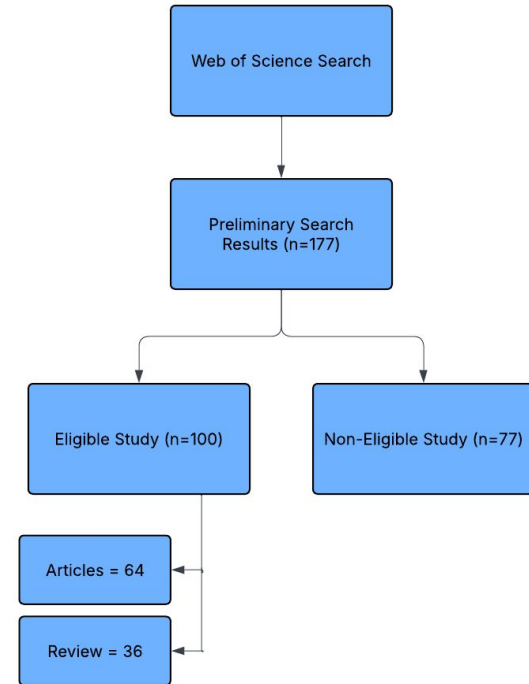 Web of Science Search
Preliminary Search
Results (n=177)
Eligible Study (n=100)
Non-Eligible Study (n=77)
Articles = 64
Review = 36